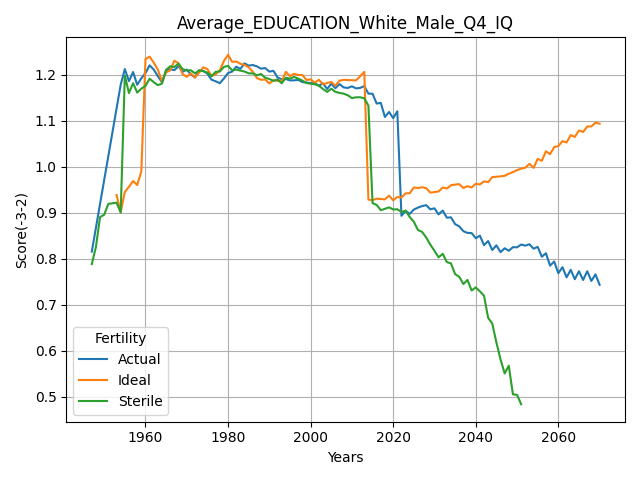 Average_EDUCATION_White_Male_Q4_IQ
Score(-3-2)
1.2
1.1
1.0
0.9
0.8
0.7
0.6
0.5
Fertility
Actual
Ideal
Sterile
1960 1980 2000 2020 2040 2060
Years